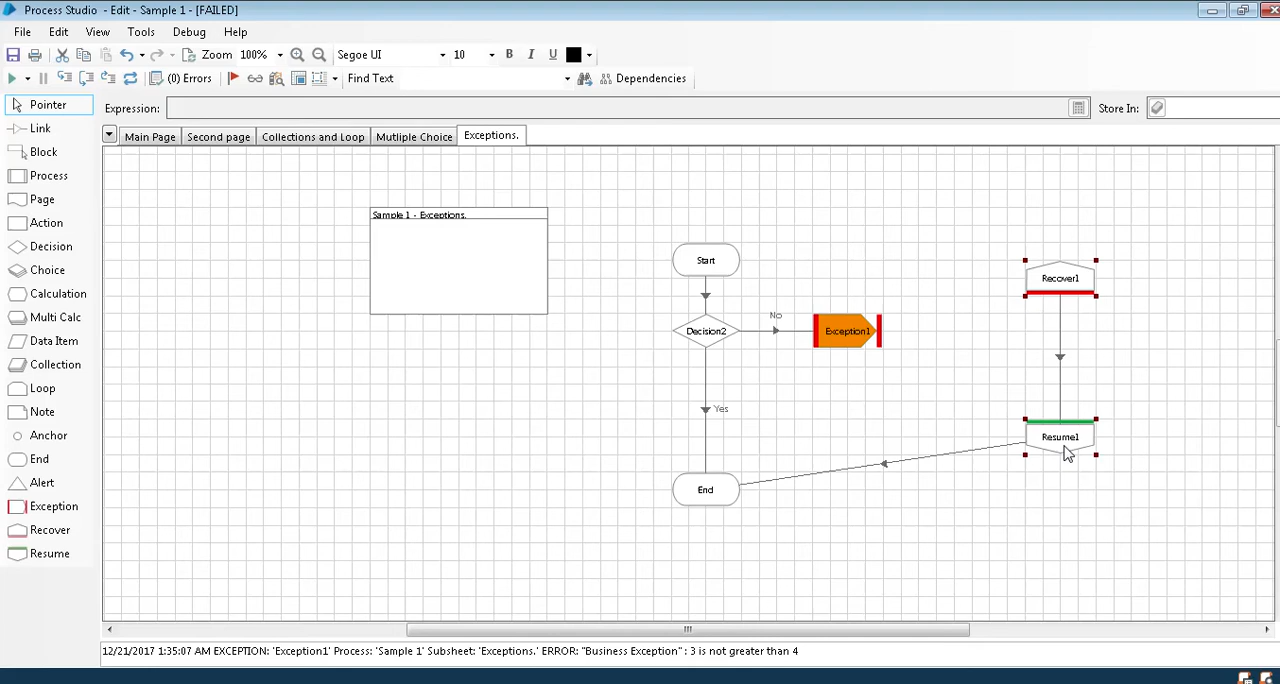 Process Studio - Edit - Sample 1 - [FAILED]
File Edit View Tools Debug Help
Zoom 100% Segoe UI 10 B I U
(0) Errors Find Text Dependencies
Pointer Expression: Store In:
Link Main Page Second page Collections and Loop Mutliple Choice Exceptions.
Block
Process
Page
Action
Decision
Choice
Calculation
Multi Calc
Data Item
Collection
Loop
Note
Anchor
End
Alert
Exception
Recover
Resume
Sample 1 - Exceptions.
Start
Recover1
No
Decision2 Exception1
Yes
Resume1
End
12/21/2017 1:35:07 AM EXCEPTION: 'Exception1' Process: 'Sample 1' Subsheet: 'Exceptions.' ERROR: "Business Exception" : 3 is not greater than 4